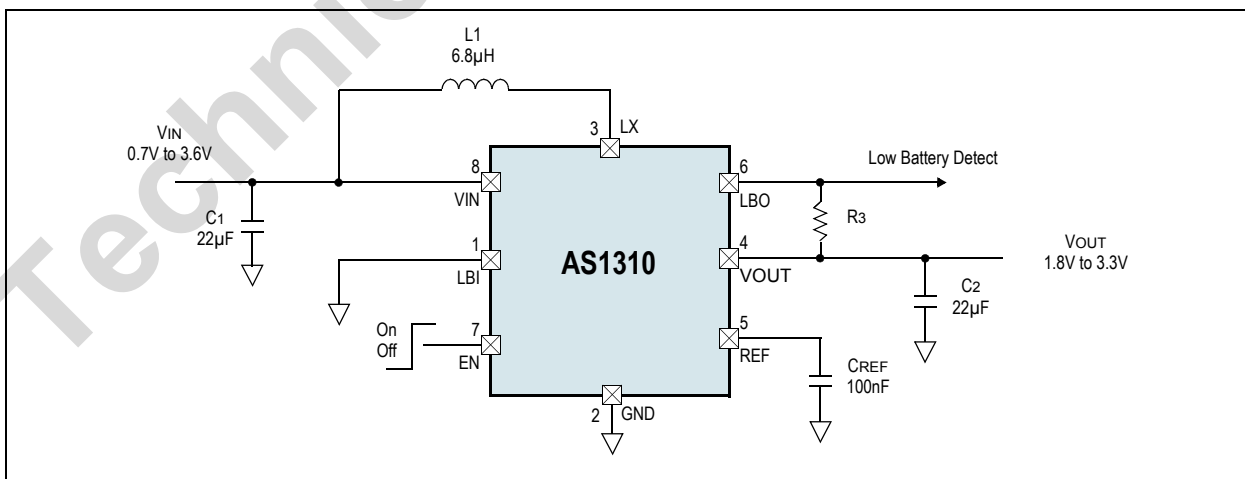 Technic
L1
6.8µH
3 LX
VIN
0.7V to 3.6V
8
VIN
6
LBO
Low Battery Detect
C1
22µF
R3
1
LBI
AS1310
4
VOUT
VOUT
1.8V to 3.3V
C2
22µF
On
Off
7
EN
5
REF
CREF
100nF
2 GND